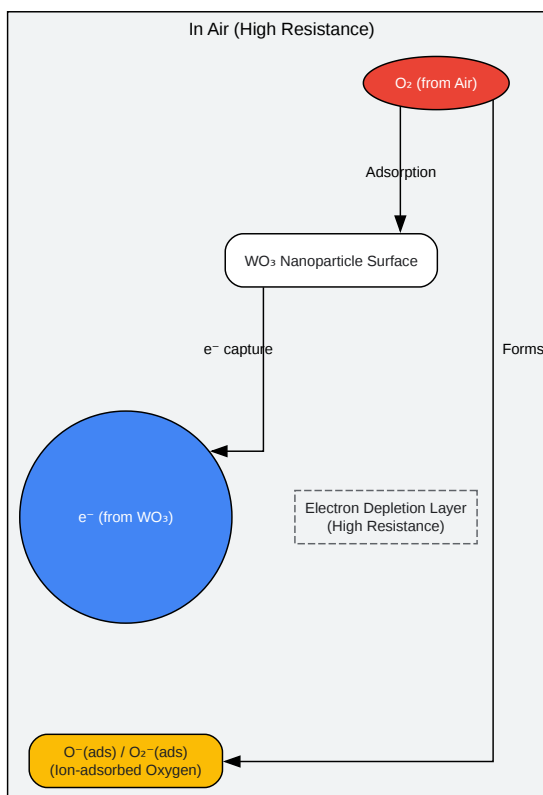 In Air (High Resistance)
O₂ (from Air)
Adsorption
WO₃ Nanoparticle Surface
e⁻ capture
Forms
e⁻ (from WO₃)
Electron Depletion Layer
(High Resistance)
O⁻(ads) / O₂⁻(ads)
(Ion-adsorbed Oxygen)